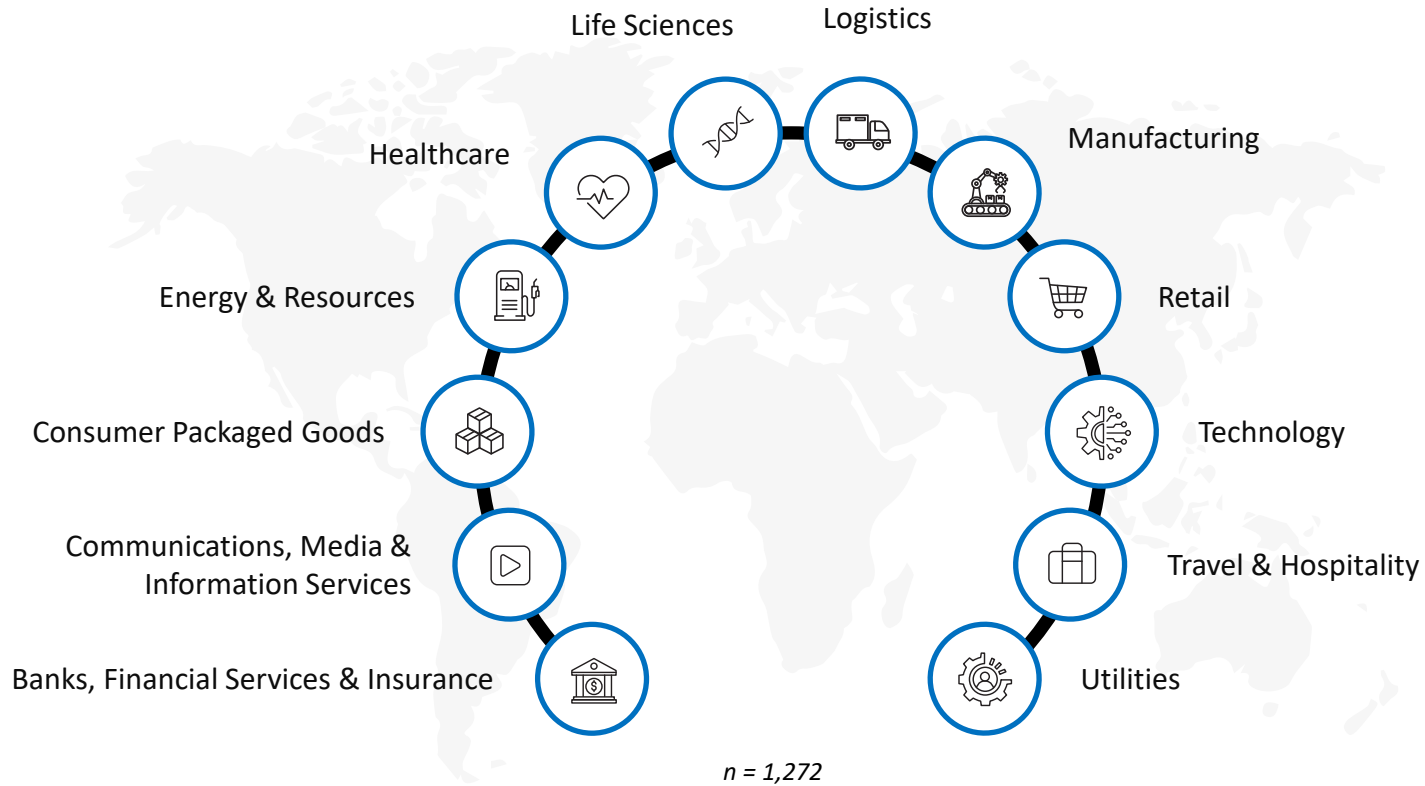 Life Sciences
Logistics
Healthcare
Manufacturing
Energy & Resources
Retail
Consumer Packaged Goods
Technology
Communications, Media &
Information Services
Travel & Hospitality
Banks, Financial Services & Insurance
$
Utilities
n = 1,272